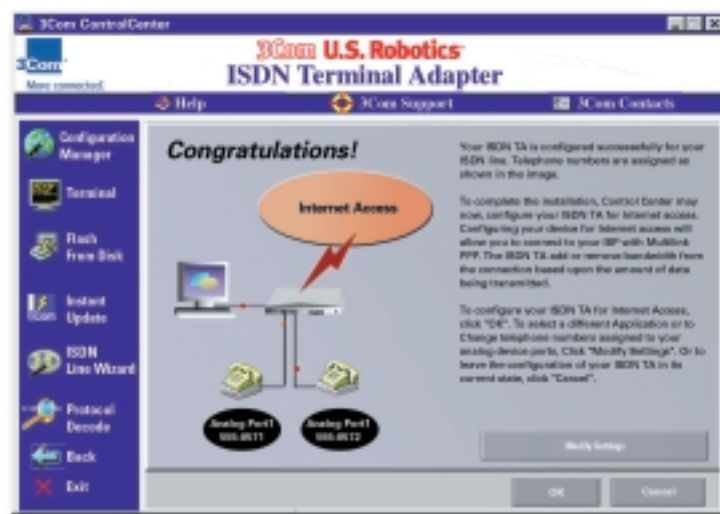 3Com ControlCenter
3Com
More connected.
3Com U.S. Robotics
ISDN Terminal Adapter
Help
3Com Support
3Com Contacts
Configuration
Manager
Terminal
Flash
From Disk
3Com
Instant
Update
ISDN
Line Wizard
Protocol
Decode
Back
Exit
Congratulations!
Internet Access
Analog Port1
555-8571
Analog Port1
555-8572
Your ISDN TA is configured successfully for your
ISDN line. Telephone numbers are assigned as
shown in the image.
To complete the installation, Control Center may
now, configure your ISDN TA for Internet access.
Configuring your device for Internet access will
allow you to connect to your ISP with Multilink
PPP. The ISDN TA add or remove bandwidth from
the connection based upon the amount of data
being transmitted.
To configure your ISDN TA for Internet Access,
click "OK". To select a different Application or to
Change telephone numbers assigned to your
analog device ports, Click "Modify Settings". Or to
leave the configuration of your ISDN TA in its
current state, click "Cancel".
Modify Settings
OK
Cancel